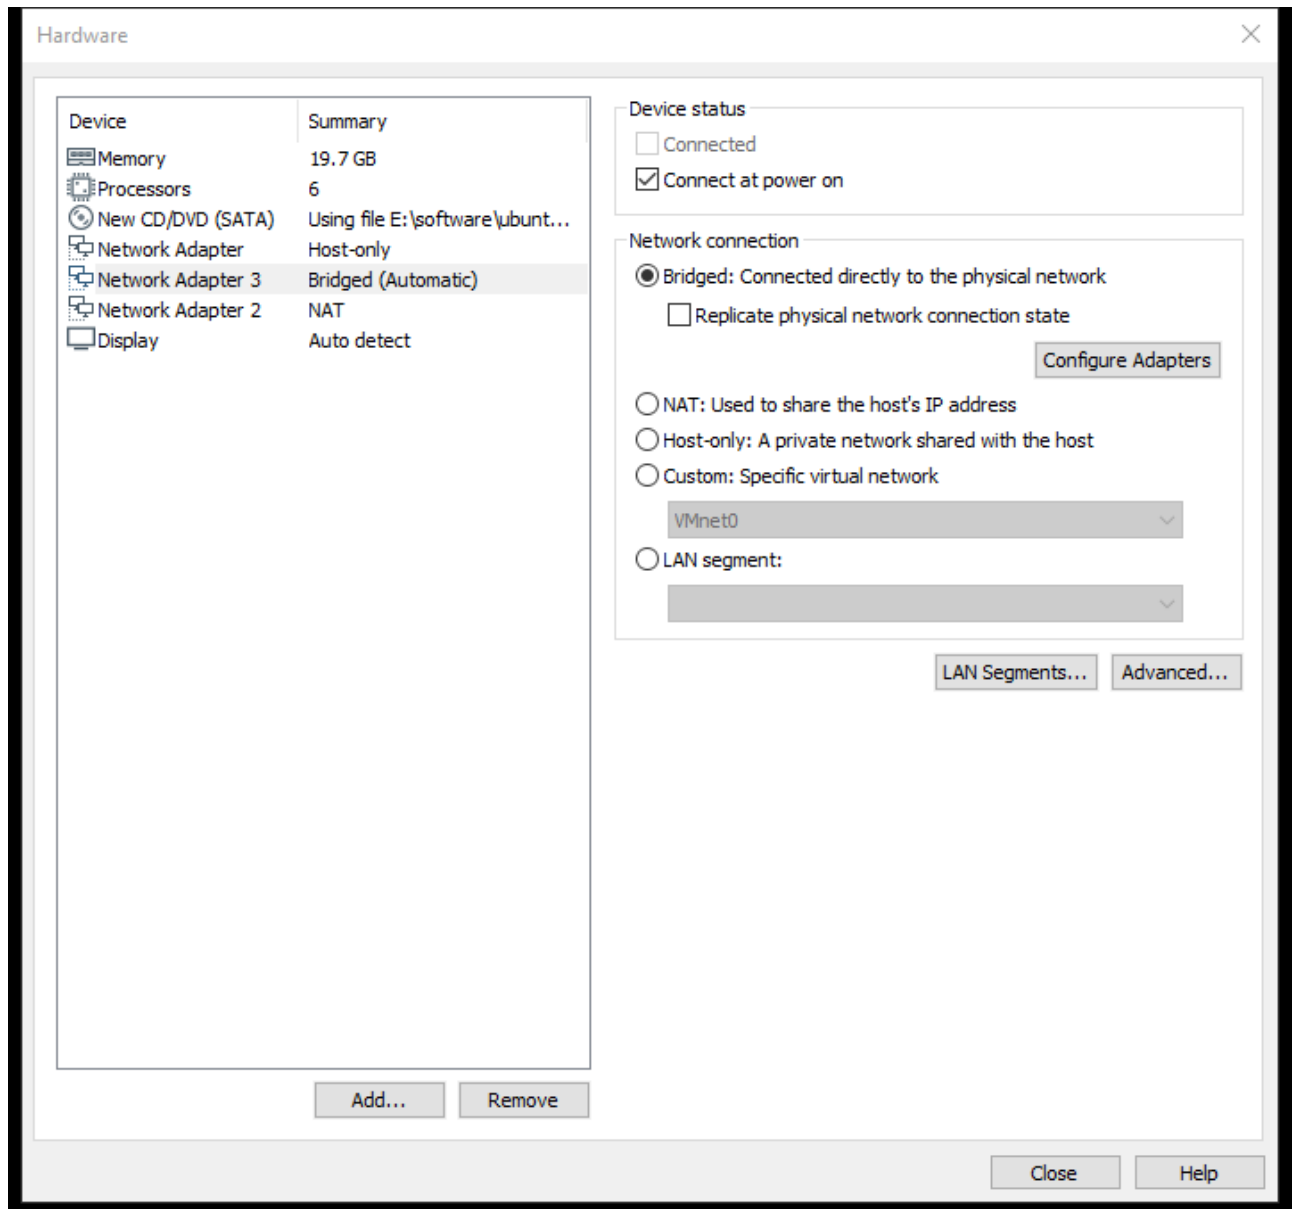 Hardware
Device Summary
Memory 19.7 GB
Processors 6
New CD/DVD (SATA) Using file E:\software\ubunt...
Network Adapter Host-only
Network Adapter 3 Bridged (Automatic)
Network Adapter 2 NAT
Display Auto detect
Add...
Remove
Device status
Connected
Connect at power on
Network connection
Bridged: Connected directly to the physical network
Replicate physical network connection state
Configure Adapters
NAT: Used to share the host's IP address
Host-only: A private network shared with the host
Custom: Specific virtual network
VMnet0
LAN segment:
LAN Segments...
Advanced...
Close
Help